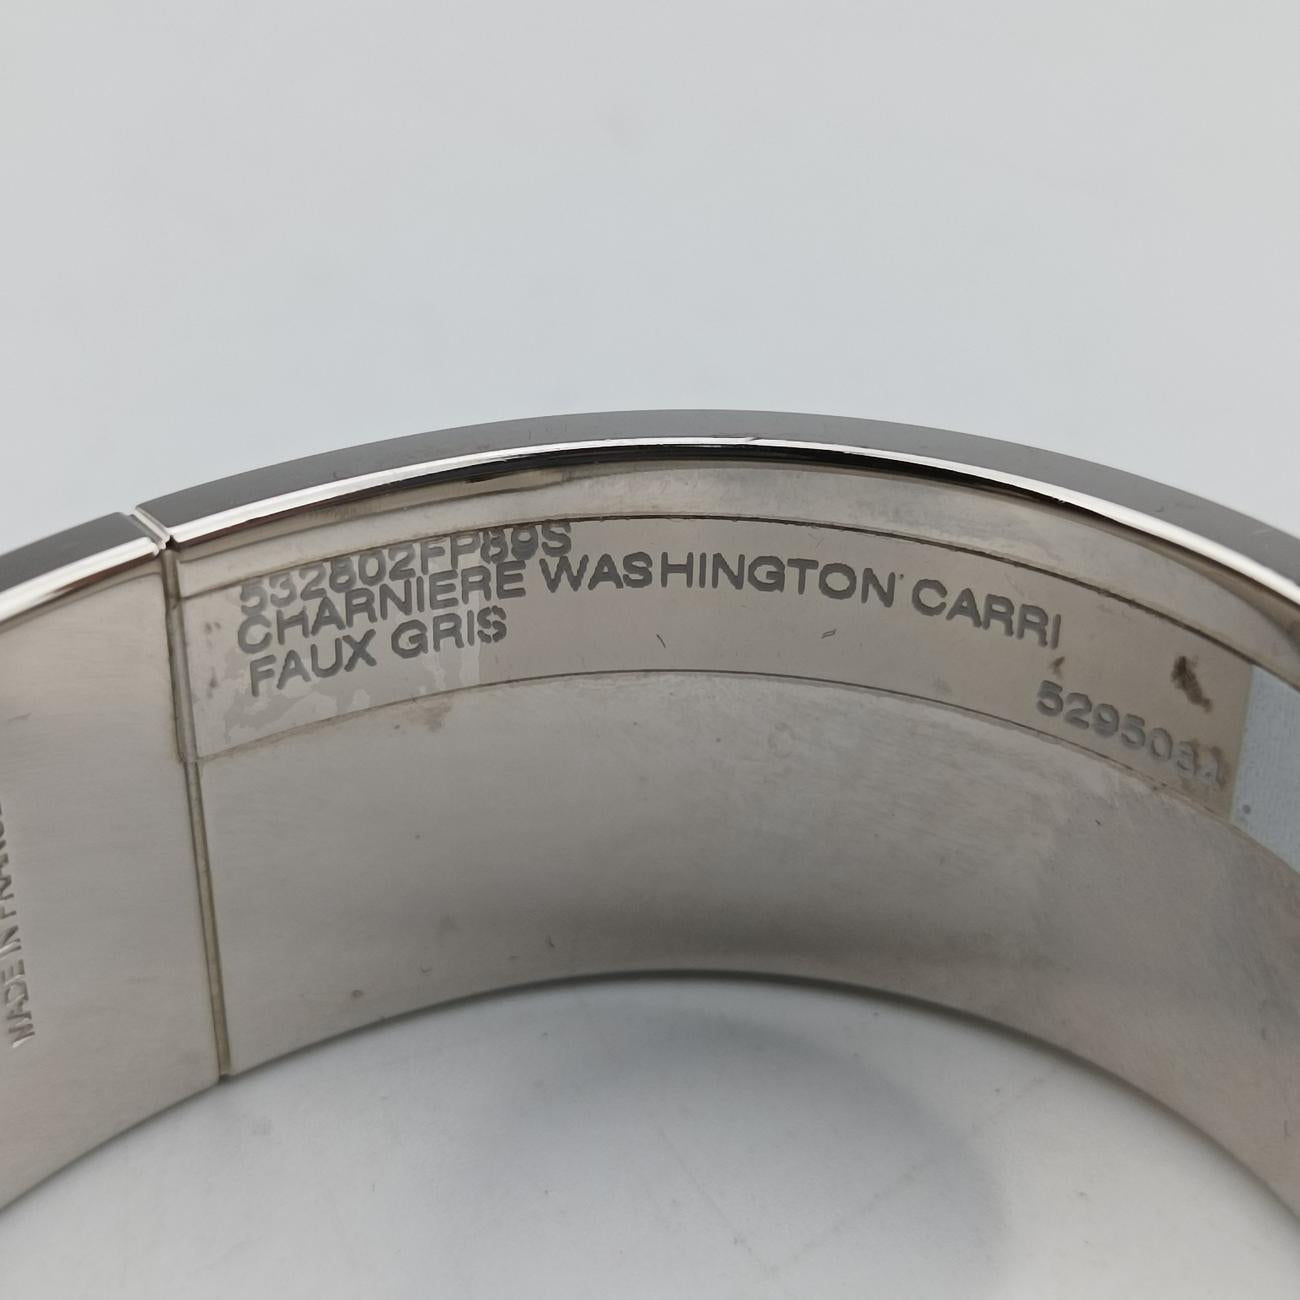 532802FP89S
CHARNIERE WASHINGTON CARRI
FAUX GRIS
MADE IN FRANCE